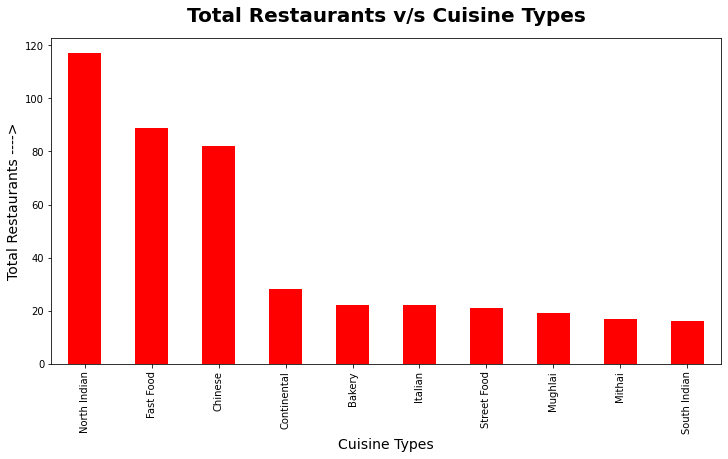 Total Restaurants v/s Cuisine Types
Total Restaurants ---->
120
100
80
60
40
20
0
North Indian
Fast Food
Chinese
Continental
Bakery
Italian
Street Food
Mughlai
Mithai
South Indian
Cuisine Types